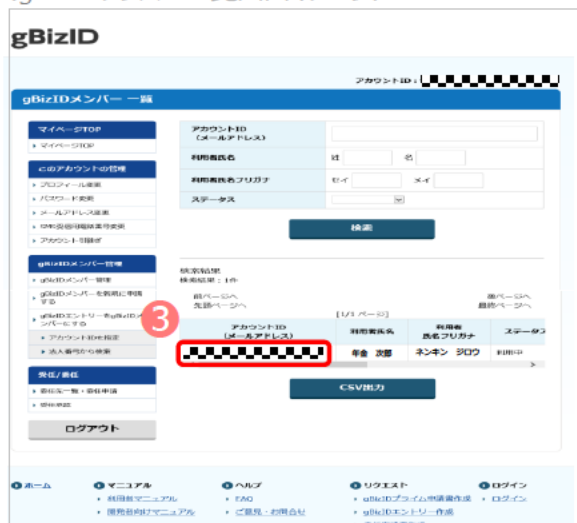 gBizID
アカウントID：
gBizIDメンバー 一覧
マイページTOP
マイページTOP
このアカウントの管理
プロフィール変更
パスワード変更
メールアドレス変更
SMS受信用電話番号変更
アカウント引継ぎ
gBizIDメンバー管理
gBizIDメンバー管理
gBizIDメンバーを新規に申請する
gBizIDエントリーをgBizIDメンバーにする
アカウントIDを指定
法人番号から検索
受任/委任
委任先一覧・委任申請
受任承認
ログアウト
アカウントID
（メールアドレス）
利用者氏名
姓
名
利用者氏名フリガナ
セイ
メイ
ステータス
検索
検索結果
検索結果：1件
前ページへ
先頭ページへ
[1/1 ページ]
次ページへ
最終ページへ
3
アカウントID
（メールアドレス）
利用者氏名
利用者
氏名フリガナ
ステータス
年金 次郎
ネンキン ジロウ
利用中
CSV出力
ホーム
マニュアル
利用者マニュアル
開発者向けマニュアル
ヘルプ
FAQ
ご意見・お問合せ
リクエスト
gBizIDプライム申請書作成
gBizIDエントリー作成
ログイン
ログイン